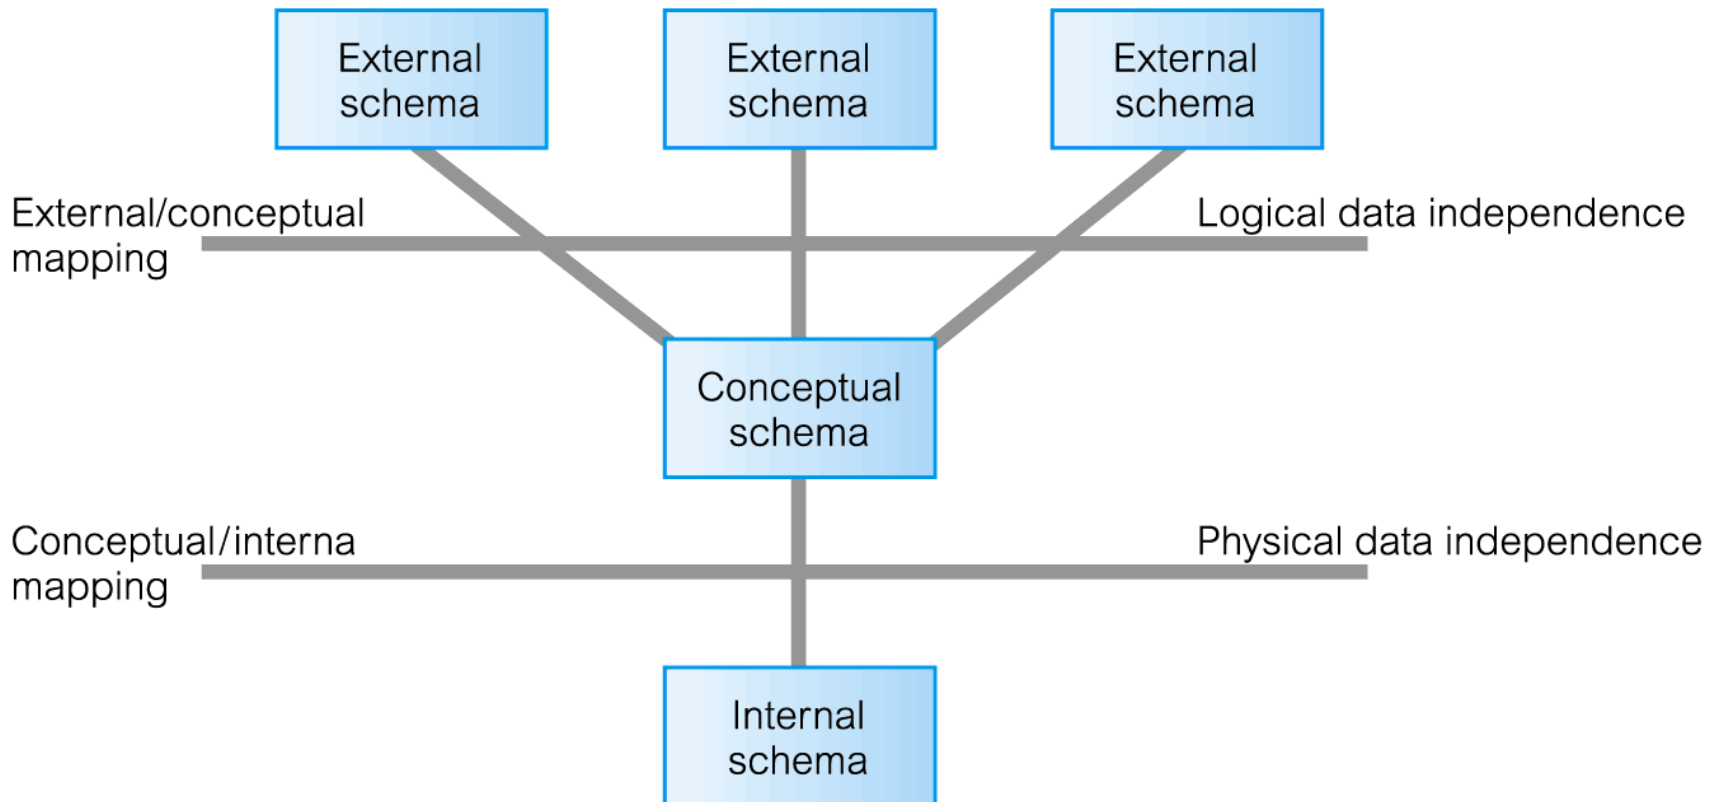 External
schema
External
schema
External
schema
External/conceptual
mapping
Logical data independence
Conceptual
schema
Conceptual/interna
mapping
Physical data independence
Internal
schema